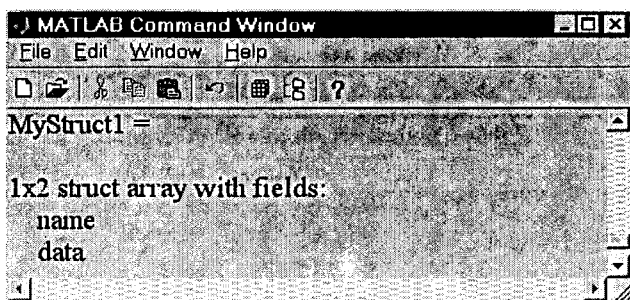 MATLAB Command Window
File Edit Window Help
MyStruct1 =
1x2 struct array with fields:
name
data